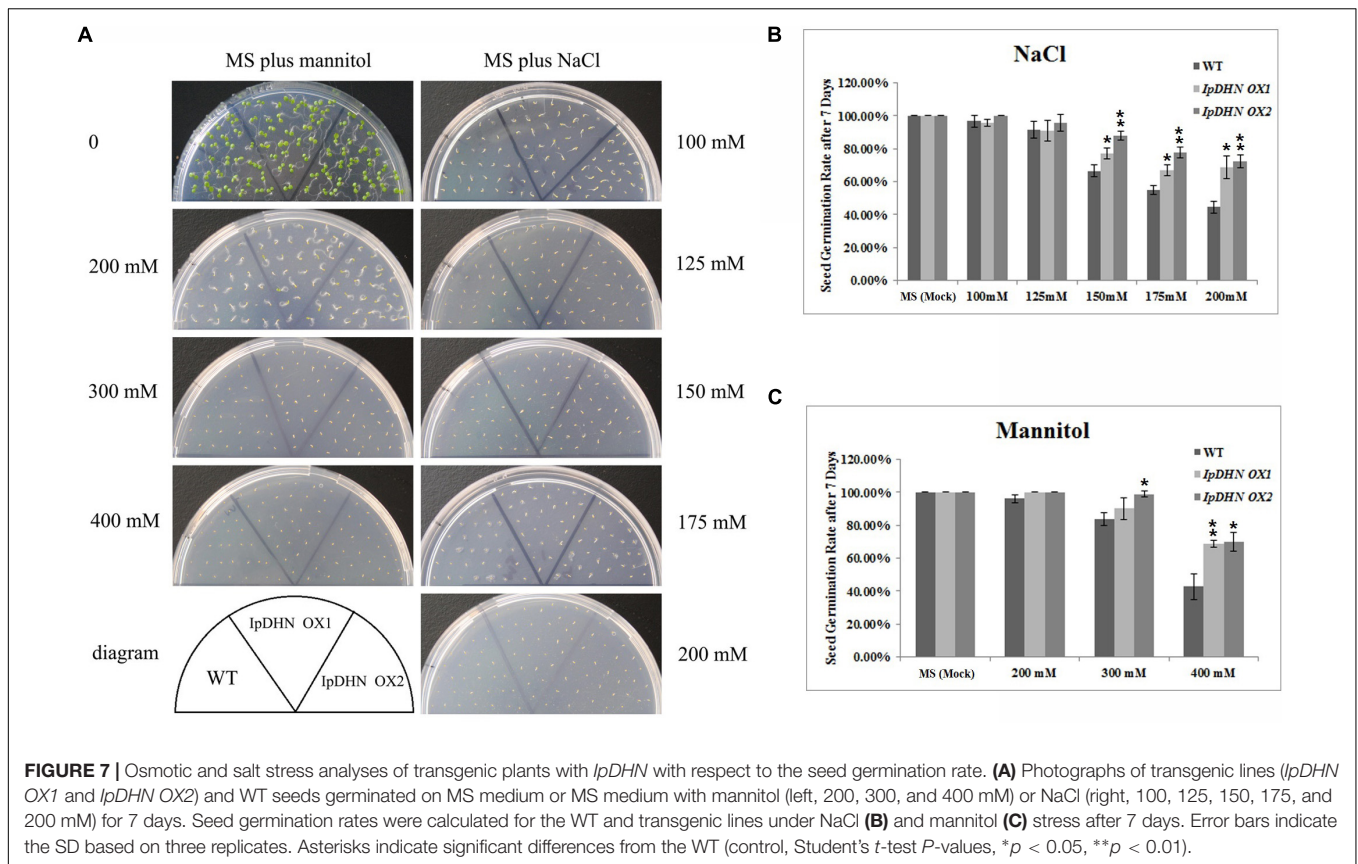 A
MS plus mannitol
MS plus NaCl
0
100 mM
200 mM
125 mM
300 mM
150 mM
400 mM
175 mM
diagram
WT
IpDHN OX1
IpDHN OX2
200 mM
B
NaCl
WT
IpDHN OX1
IpDHN OX2
Seed Germination Rate after 7 Days
120.00%
100.00%
80.00%
60.00%
40.00%
20.00%
0.00%
* ** * ** * **
MS (Mock) 100mM 125mM 150mM 175mM 200mM
C
Mannitol
WT
IpDHN OX1
IpDHN OX2
Seed Germination Rate after 7 Days
120.00%
100.00%
80.00%
60.00%
40.00%
20.00%
0.00%
* ** *
MS (Mock) 200 mM 300 mM 400 mM
FIGURE 7 | Osmotic and salt stress analyses of transgenic plants with IpDHN with respect to the seed germination rate. (A) Photographs of transgenic lines (IpDHN
OX1 and IpDHN OX2) and WT seeds germinated on MS medium or MS medium with mannitol (left, 200, 300, and 400 mM) or NaCl (right, 100, 125, 150, 175, and
200 mM) for 7 days. Seed germination rates were calculated for the WT and transgenic lines under NaCl (B) and mannitol (C) stress after 7 days. Error bars indicate
the SD based on three replicates. Asterisks indicate significant differences from the WT (control, Student's t-test P-values, *p < 0.05, **p < 0.01).